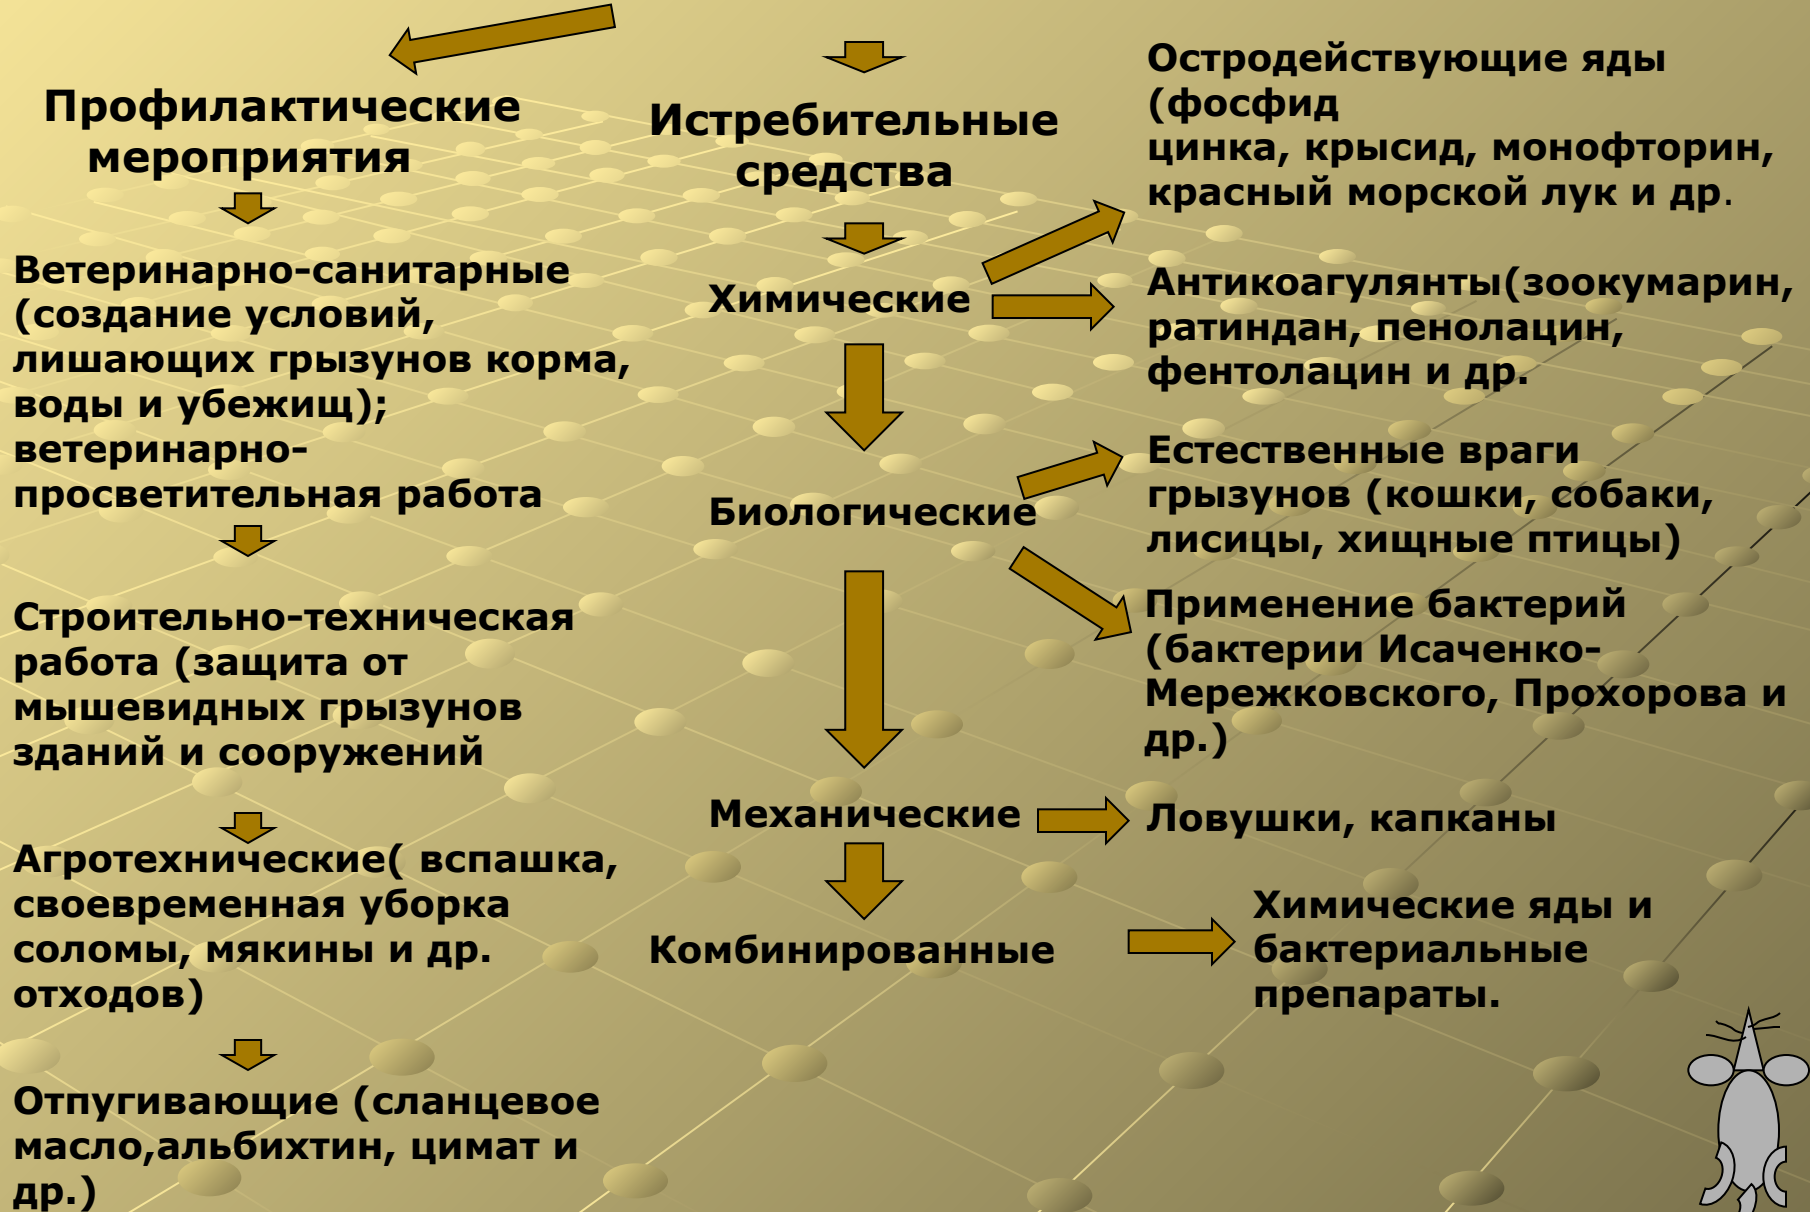 Профилактические
мероприятия
Ветеринарно-санитарные
(создание условий,
лишающих грызунов корма,
воды и убежищ);
ветеринарно-
просветительная работа
Строительно-техническая
работа (защита от
мышевидных грызунов
зданий и сооружений
Агротехнические( вспашка,
своевременная уборка
соломы, мякины и др.
отходов)
Отпугивающие (сланцевое
масло,альбихтин, цимат и
др.)
Истребительные
средства
Химические
Остродействующие яды
(фосфид
цинка, крысид, монофторин,
красный морской лук и др.
Антикоагулянты(зоокумарин,
ратиндан, пенолацин,
фентолацин и др.
Биологические
Естественные враги
грызунов (кошки, собаки,
лисицы, хищные птицы)
Применение бактерий
(бактерии Исаченко-
Мережковского, Прохорова и
др.)
Механические
Ловушки, капканы
Комбинированные
Химические яды и
бактериальные
препараты.